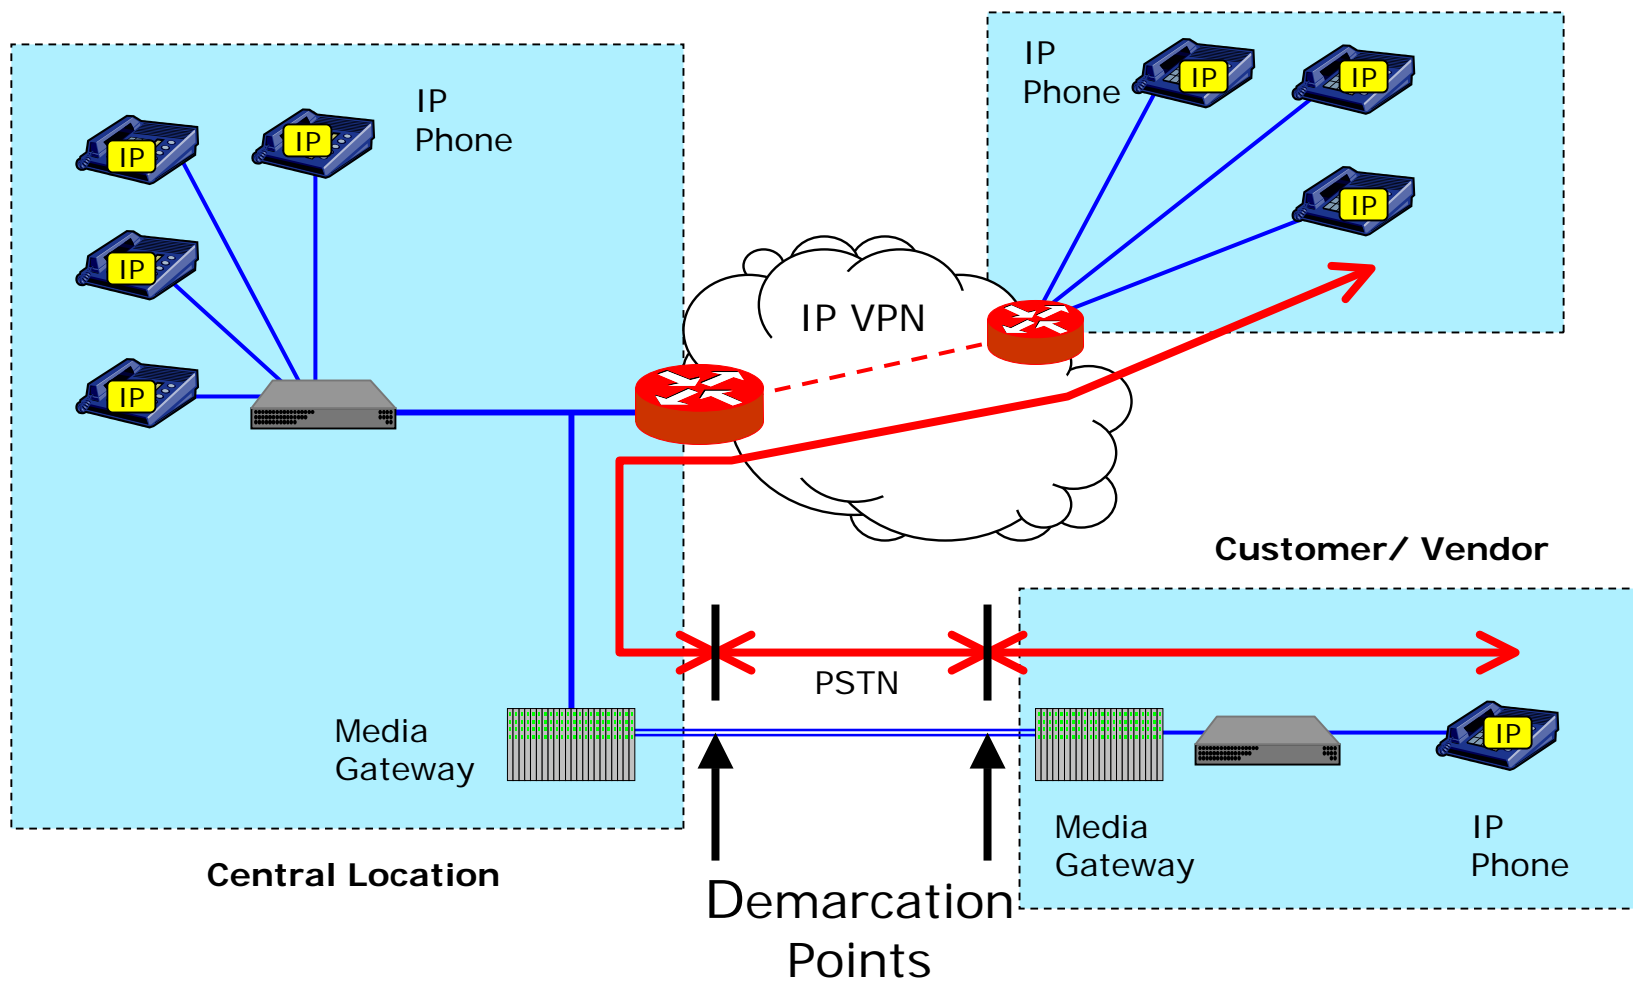 IP
Phone
IP
IP
IP
IP
IP
Phone
IP
IP
IP
IP VPN
Customer/ Vendor
PSTN
Media
Gateway
IP
Media
Gateway
IP
Phone
Central Location
Demarcation
Points